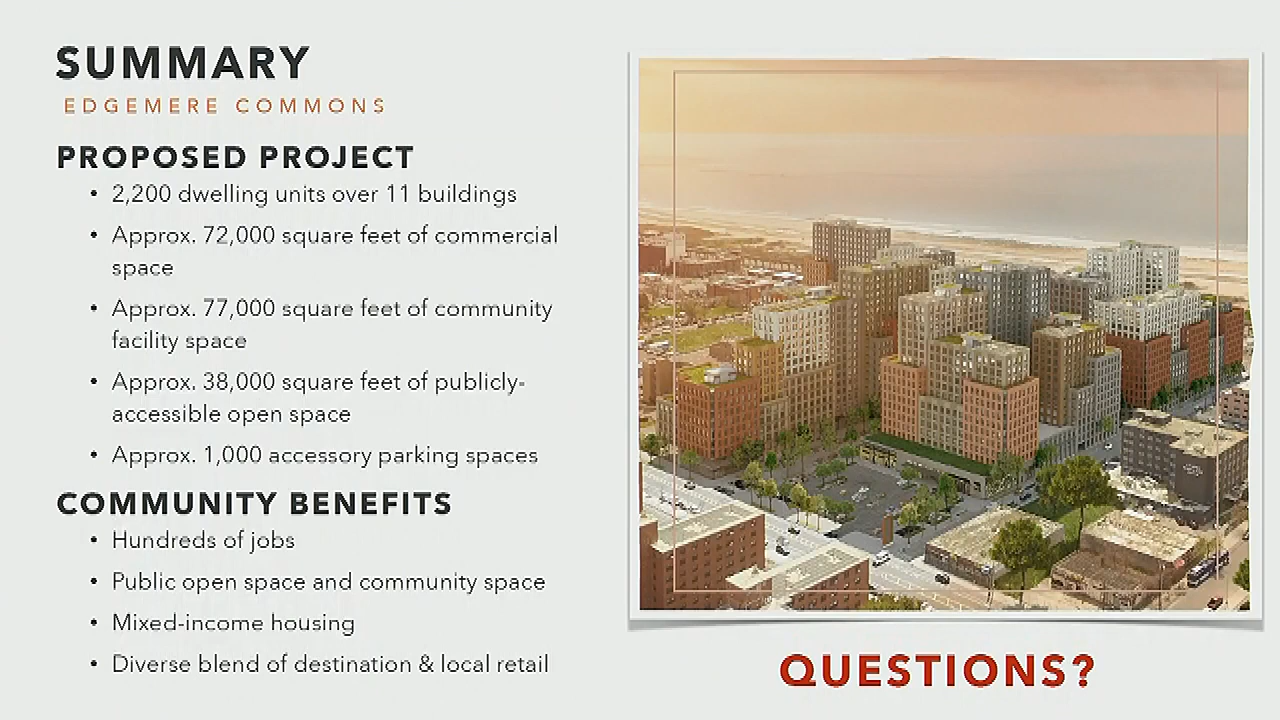 SUMMARY
EDGEMERE COMMONS
PROPOSED PROJECT
• 2,200 dwelling units over 11 buildings
• Approx. 72,000 square feet of commercial
space
• Approx. 77,000 square feet of community
facility space
• Approx. 38,000 square feet of publicly-
accessible open space
• Approx. 1,000 accessory parking spaces
COMMUNITY BENEFITS
• Hundreds of jobs
• Public open space and community space
• Mixed-income housing
• Diverse blend of destination & local retail
QUESTIONS?